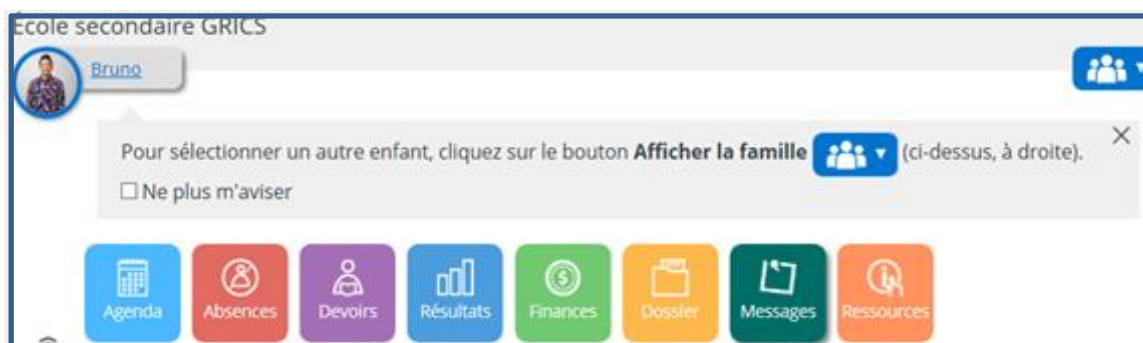 École secondaire GRICS
Bruno
Pour sélectionner un autre enfant, cliquez sur le bouton Afficher la famille (ci-dessus, à droite).
Ne plus m'aviser
Agenda Absences Devoirs Résultats Finances Dossier Messages Ressources